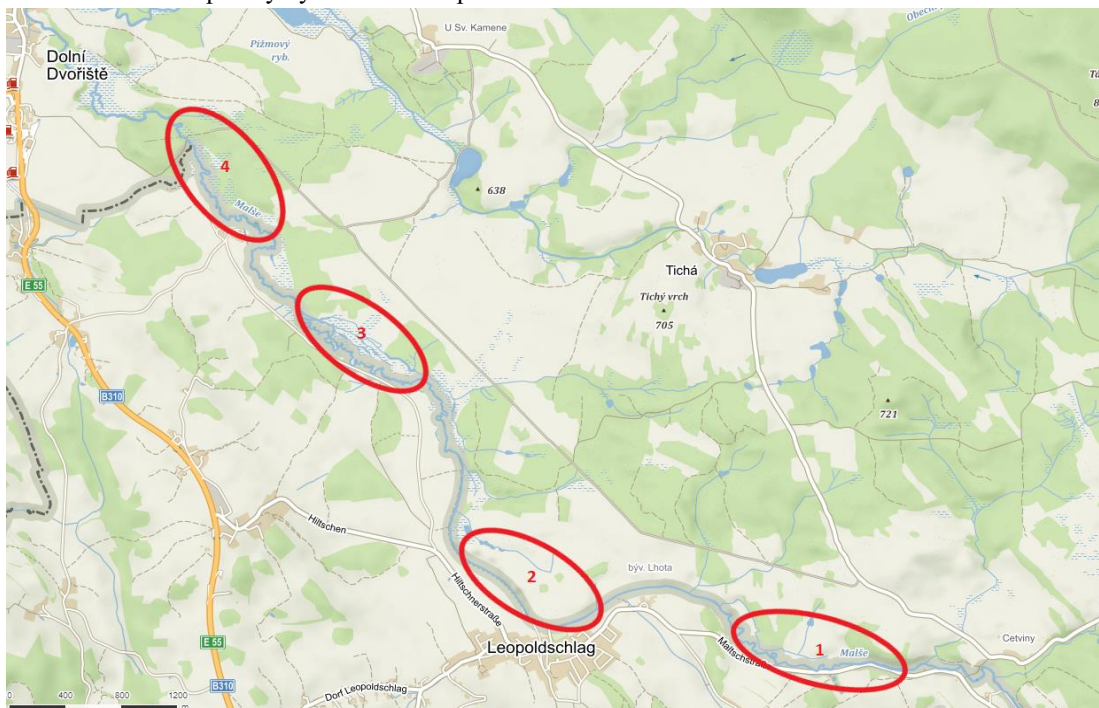 U Sv. Kamene
Dolní
Dvořiště
Pižmový
ryb.
4
638
Malše
Tichá
E 55
Tichý vrch
705
3
721
B310
Hiltschen
Hiltschnerstraße
2
býv. Lhota
E 55
Leopoldschlag
Maltschstraße
1
Malše
Cetviny
B310
Dorf Leopoldschlag
0 400 800 1200
m